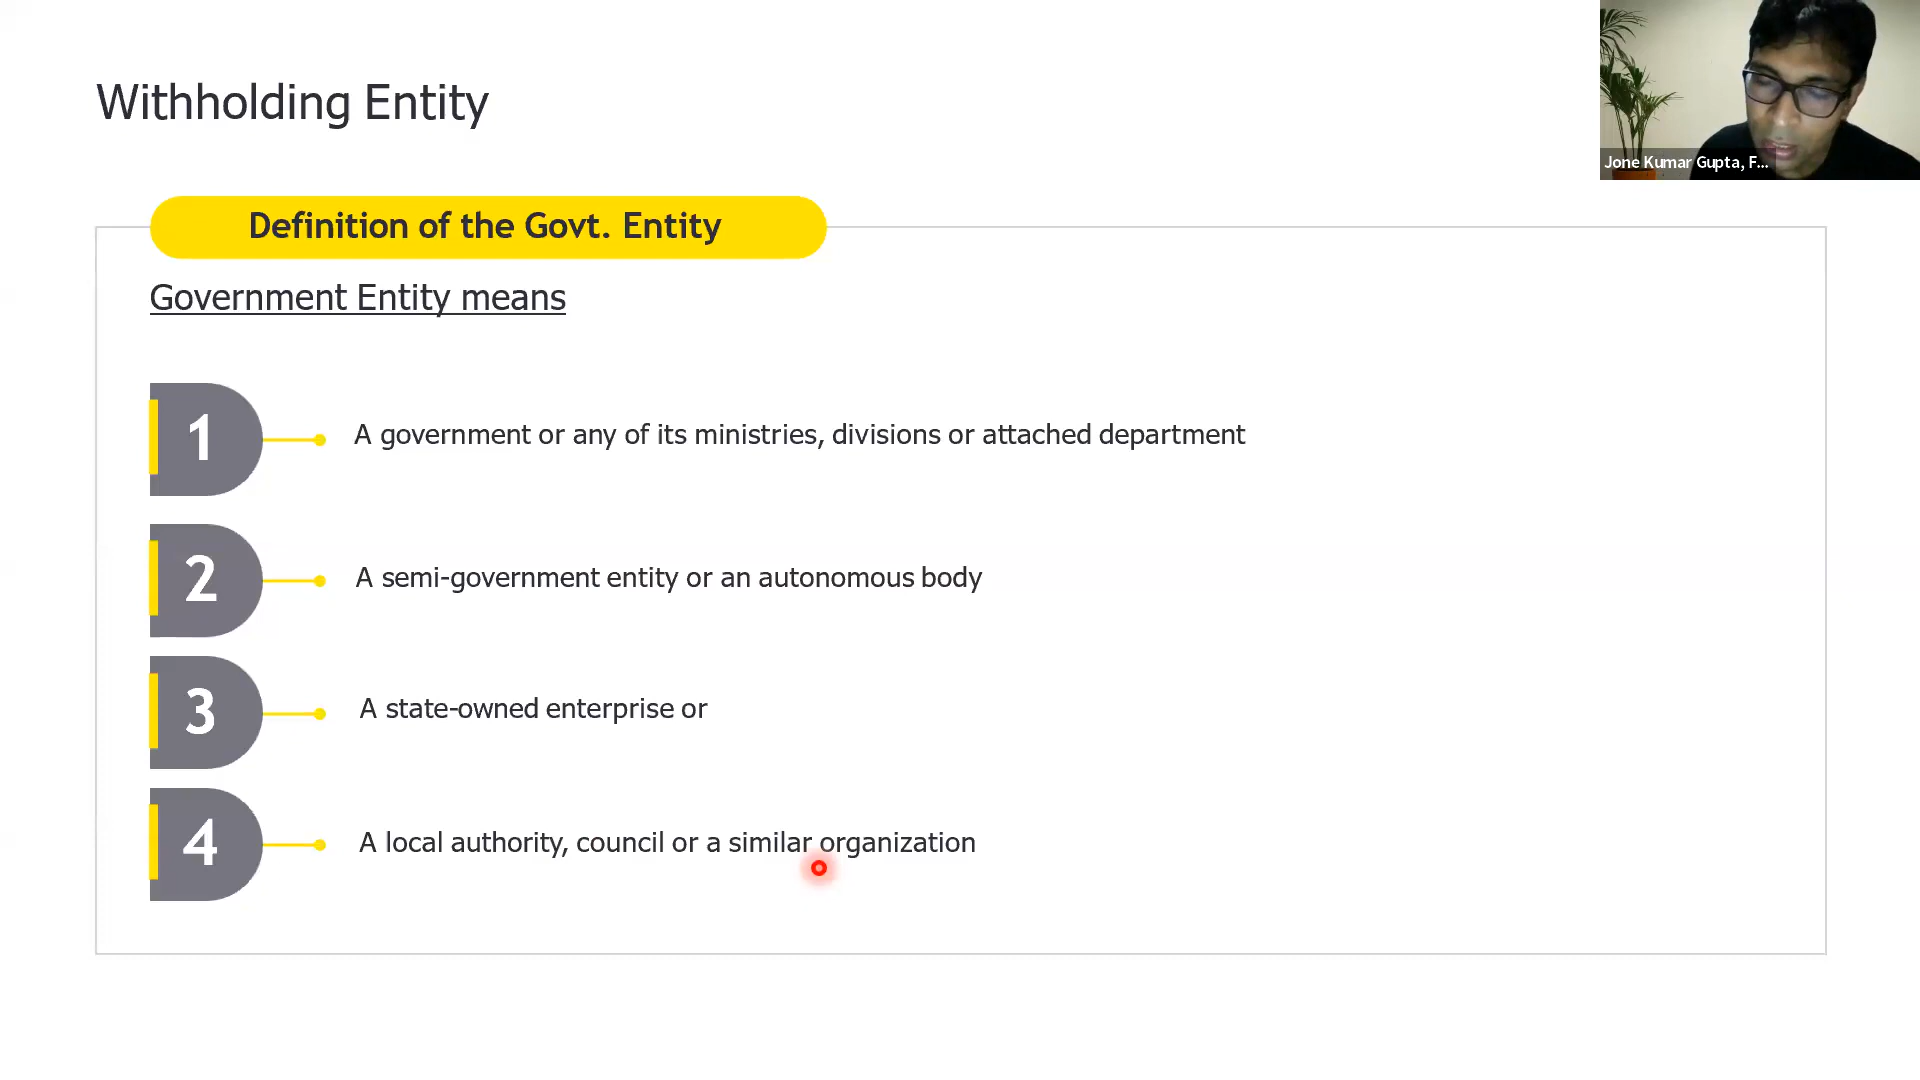 Withholding Entity
Jone Kumar Gupta, F...
Definition of the Govt. Entity
Government Entity means
1
A government or any of its ministries, divisions or attached department
2
A semi-government entity or an autonomous body
3
A state-owned enterprise or
4
A local authority, council or a similar organization